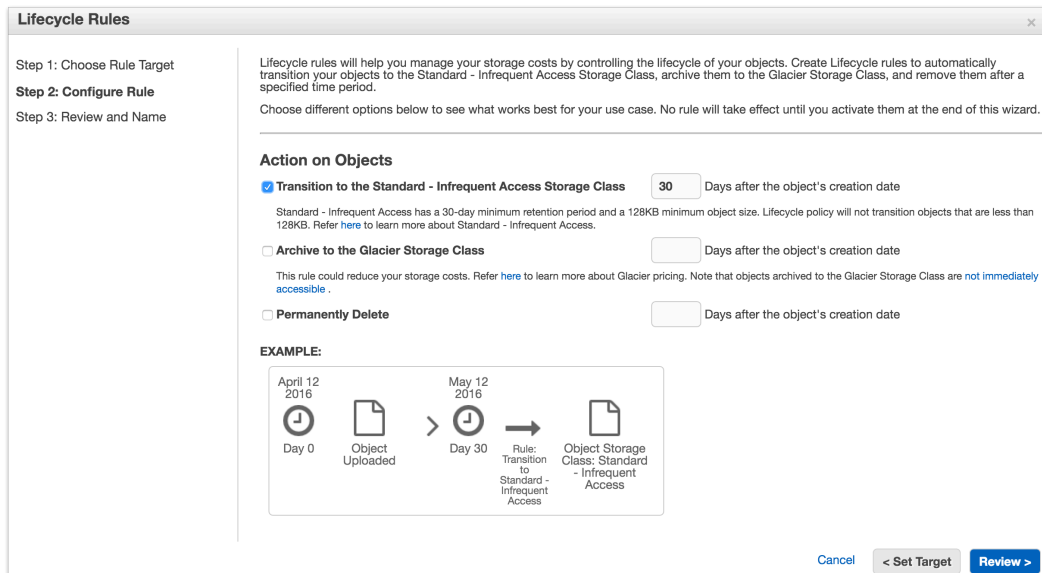 Lifecycle Rules
×
Step 1: Choose Rule Target
Step 2: Configure Rule
Step 3: Review and Name
Lifecycle rules will help you manage your storage costs by controlling the lifecycle of your objects. Create Lifecycle rules to automatically
transition your objects to the Standard - Infrequent Access Storage Class, archive them to the Glacier Storage Class, and remove them after a
specified time period.
Choose different options below to see what works best for your use case. No rule will take effect until you activate them at the end of this wizard.
Action on Objects
Transition to the Standard - Infrequent Access Storage Class 30 Days after the object's creation date
Standard - Infrequent Access has a 30-day minimum retention period and a 128KB minimum object size. Lifecycle policy will not transition objects that are less than
128KB. Refer here to learn more about Standard - Infrequent Access.
Archive to the Glacier Storage Class Days after the object's creation date
This rule could reduce your storage costs. Refer here to learn more about Glacier pricing. Note that objects archived to the Glacier Storage Class are not immediately
accessible .
Permanently Delete Days after the object's creation date
EXAMPLE:
April 12
2016
Day 0
Object
Uploaded
May 12
2016
Day 30
Rule:
Transition
to
Standard -
Infrequent
Access
Object Storage
Class: Standard
- Infrequent
Access
Cancel
< Set Target
Review >